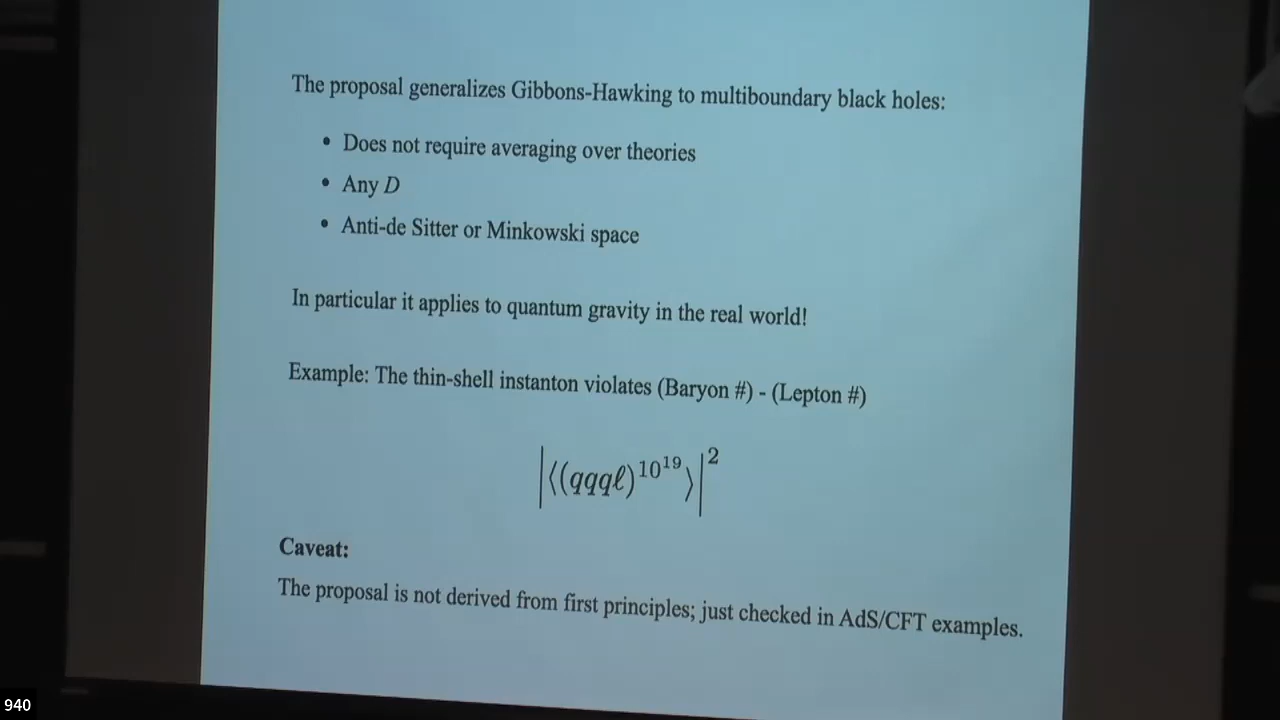 The proposal generalizes Gibbons-Hawking to multiboundary black holes:
• Does not require averaging over theories
• Any D
• Anti-de Sitter or Minkowski space
In particular it applies to quantum gravity in the real world!
Example: The thin-shell instanton violates (Baryon #) - (Lepton #)
|⟨(qqqℓ)^{10^{19}}⟩|^2
Caveat:
The proposal is not derived from first principles; just checked in AdS/CFT examples.
940